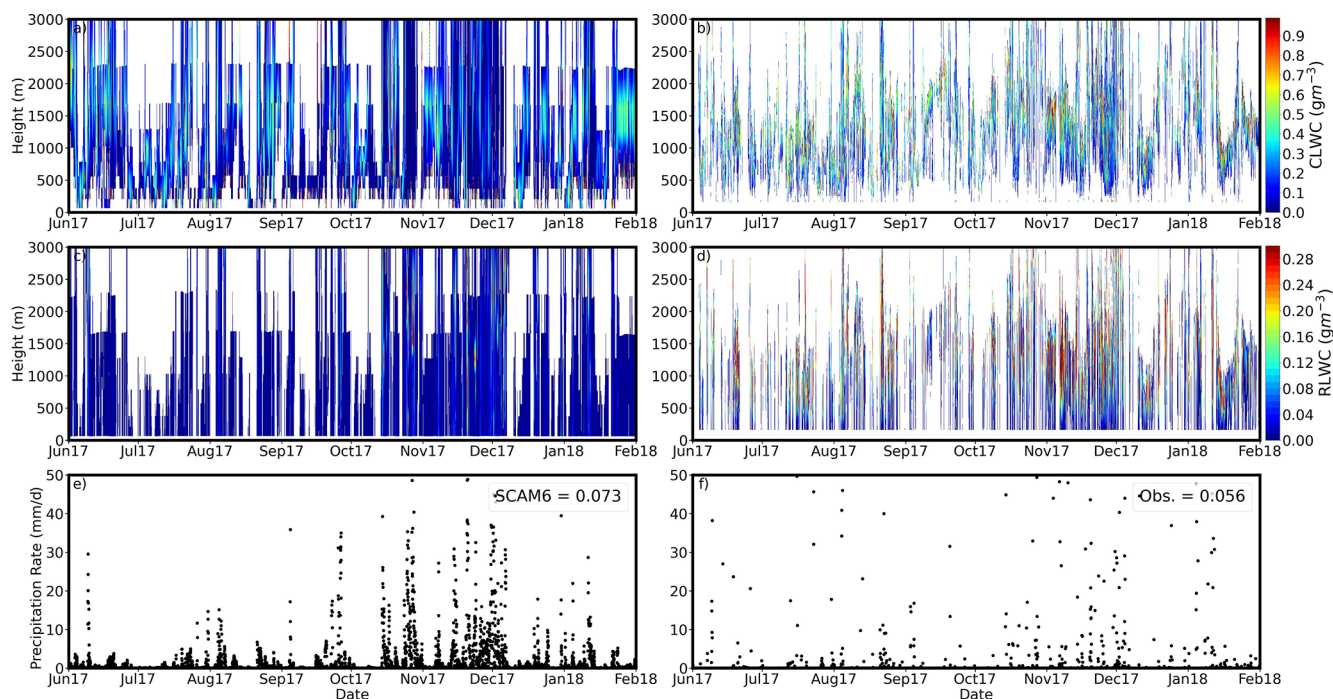 a)
3000
2500
2000
1500
1000
500
0
Height (m)
Jun17 Jul17 Aug17 Sep17 Oct17 Nov17 Dec17 Jan18 Feb18
b)
3000
2500
2000
1500
1000
500
0
Jun17 Jul17 Aug17 Sep17 Oct17 Nov17 Dec17 Jan18 Feb18
0.9
0.8
0.7
0.6
0.5
0.4
0.3
0.2
0.1
0.0
CLWC (gm⁻³)
c)
3000
2500
2000
1500
1000
500
0
Height (m)
Jun17 Jul17 Aug17 Sep17 Oct17 Nov17 Dec17 Jan18 Feb18
d)
3000
2500
2000
1500
1000
500
0
Jun17 Jul17 Aug17 Sep17 Oct17 Nov17 Dec17 Jan18 Feb18
0.28
0.24
0.20
0.16
0.12
0.08
0.04
0.00
RLWC (gm⁻³)
e)
SCAM6 = 0.073
50
40
30
20
10
0
Precipitation Rate (mm/d)
Jun17 Jul17 Aug17 Sep17 Oct17 Nov17 Dec17 Jan18 Feb18
Date
f)
Obs. = 0.056
50
40
30
20
10
0
Jun17 Jul17 Aug17 Sep17 Oct17 Nov17 Dec17 Jan18 Feb18
Date